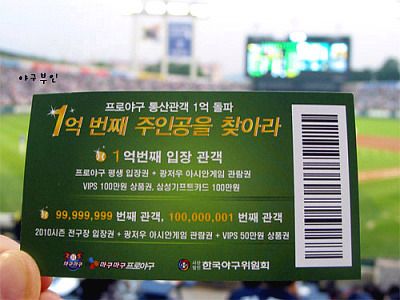 야구부인
프로야구 통산관객 1억 돌파
1억 번째 주인공을 찾아라
1억번째 입장 관객
프로야구 평생 입장권 + 광저우 아시안게임 관람권
VIPS 100만원 상품권, 삼성기프트카드 100만원
99,999,999 번째 관객, 100,000,001 번째 관객
2010시즌 전구장 입장권 + 광저우 아시안게임 관람권 + VIPS 50만원 상품권
마구마구 마구마구프로야구 한국야구위원회